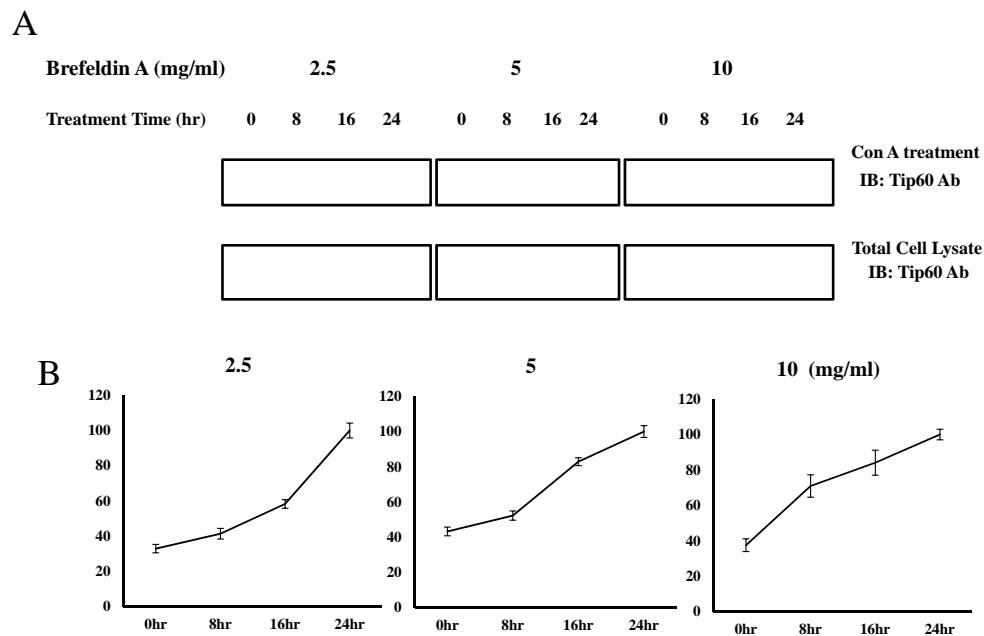 A
Brefeldin A (mg/ml) 2.5 5 10
Treatment Time (hr) 0 8 16 24 0 8 16 24 0 8 16 24
Con A treatment
IB: Tip60 Ab
Total Cell Lysate
IB: Tip60 Ab
B
2.5
120
100
80
60
40
20
0
0hr 8hr 16hr 24hr
5
120
100
80
60
40
20
0
0hr 8hr 16hr 24hr
10 (mg/ml)
120
100
80
60
40
20
0
0hr 8hr 16hr 24hr